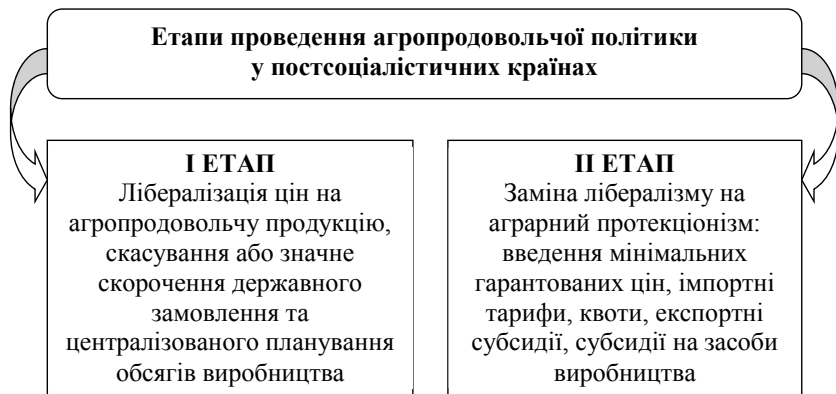 Етапи проведення агропродовольчої політики
у постсоціалістичних країнах
І ЕТАП
Лібералізація цін на
агропродовольчу продукцію,
скасування або значне
скорочення державного
замовлення та
централізованого планування
обсягів виробництва
ІІ ЕТАП
Заміна лібералізму на
аграрний протекціонізм:
введення мінімальних
гарантованих цін, імпортні
тарифи, квоти, експортні
субсидії, субсидії на засоби
виробництва